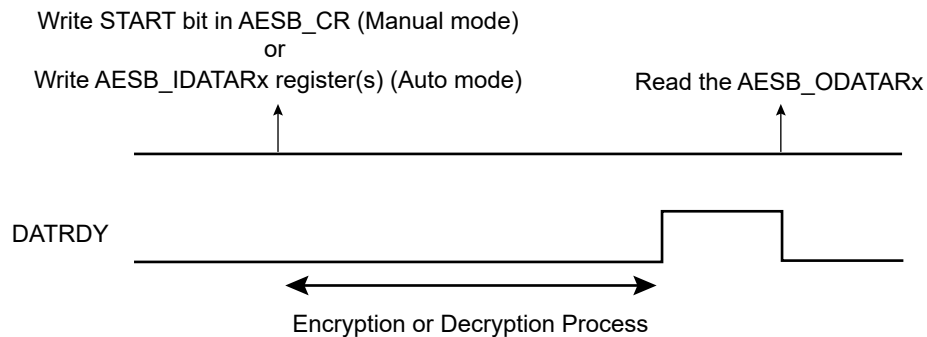 Write START bit in AESB_CR (Manual mode)
or
Write AESB_IDATARx register(s) (Auto mode)
Read the AESB_ODATARx
DATRDY
Encryption or Decryption Process